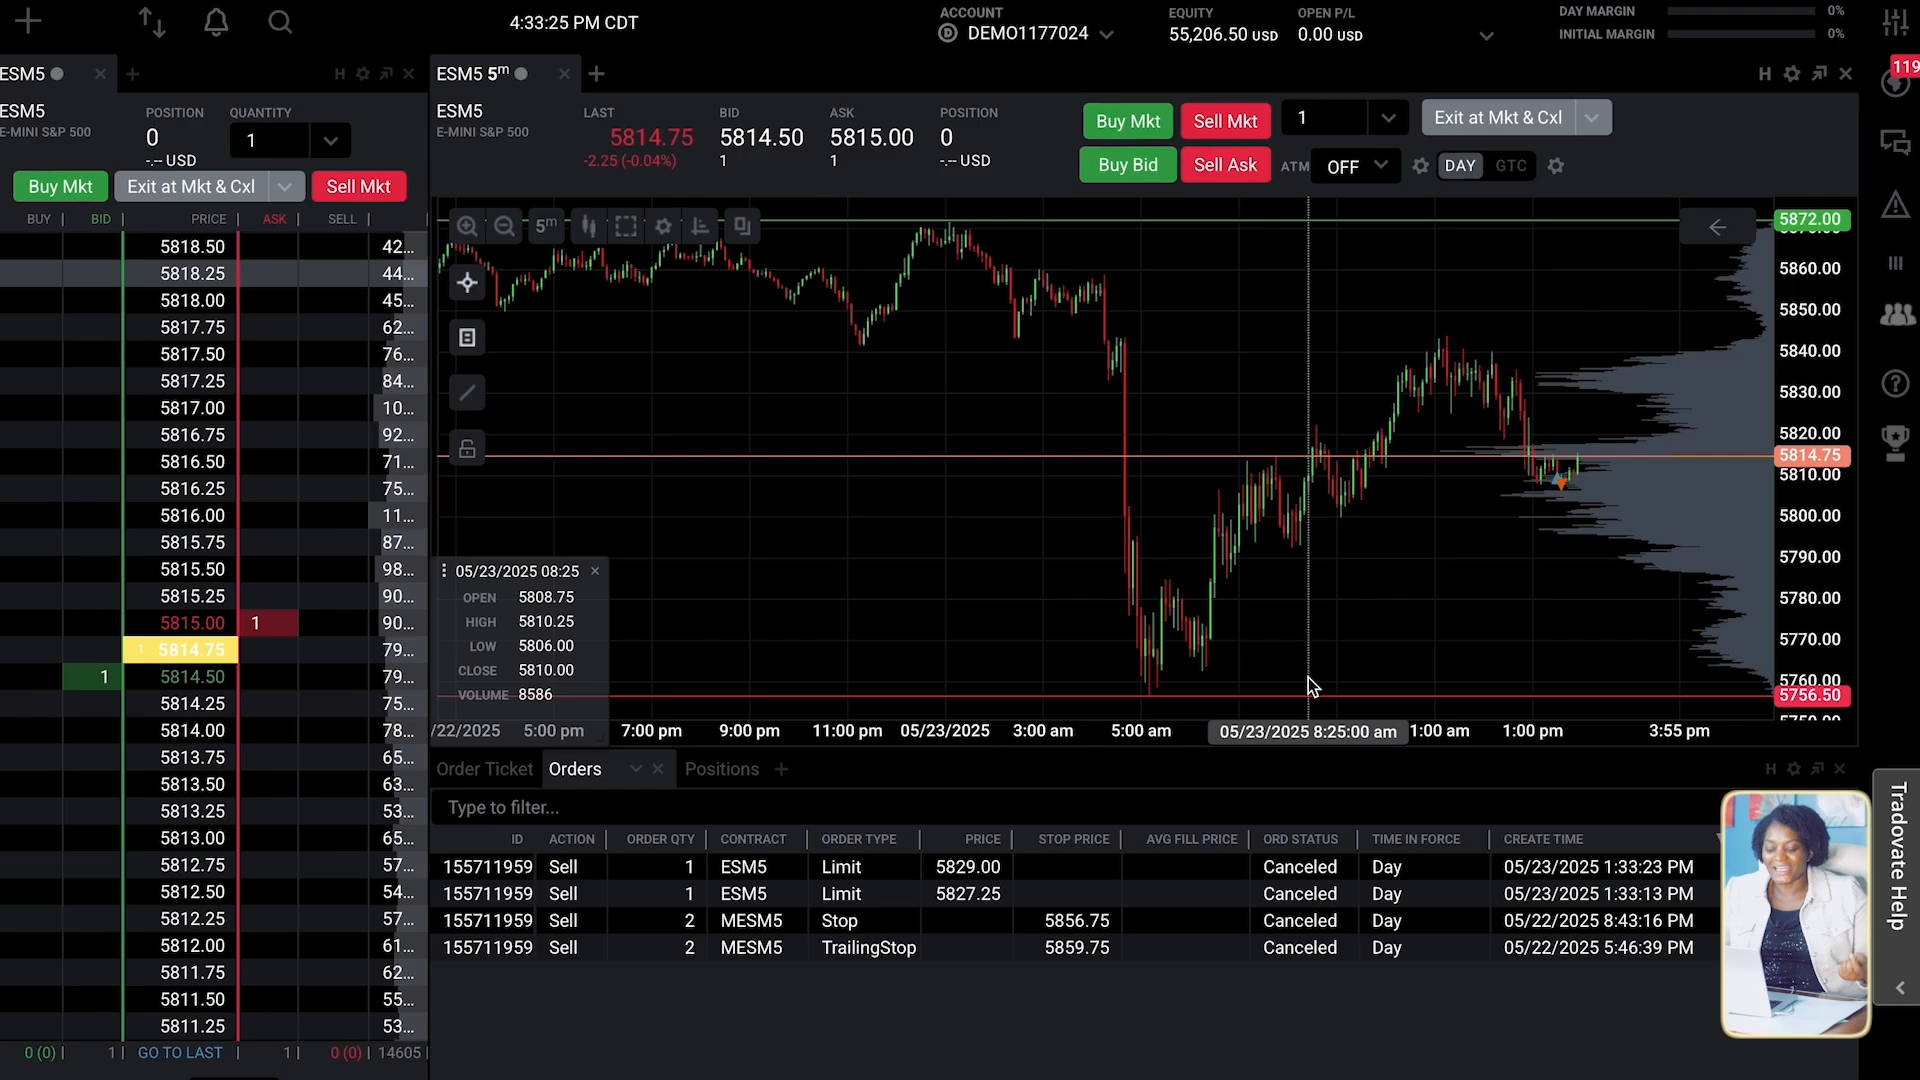 4:33:25 PM CDT
ACCOUNT
DEMO1177024
EQUITY
55,206.50 USD
OPEN P/L
0.00 USD
DAY MARGIN 0%
INITIAL MARGIN 0%
119
ESM5
H
ESM5
E-MINI S&P 500
POSITION
0
-.-- USD
QUANTITY
1
Buy Mkt
Exit at Mkt & Cxl
Sell Mkt
BUY BID PRICE ASK SELL
5818.50 42...
5818.25 44...
5818.00 45...
5817.75 62...
5817.50 76...
5817.25 84...
5817.00 10...
5816.75 92...
5816.50 71...
5816.25 75...
5816.00 11...
5815.75 87...
5815.50 98...
5815.25 90...
5815.00 1 90...
1 5814.75 79...
1 5814.50 79...
5814.25 75...
5814.00 78...
5813.75 65...
5813.50 63...
5813.25 53...
5813.00 65...
5812.75 57...
5812.50 54...
5812.25 57...
5812.00 61...
5811.75 62...
5811.50 55...
5811.25 53...
0 (0) 1 GO TO LAST 1 0 (0) 14605
ESM5 5m
H
ESM5
E-MINI S&P 500
LAST
5814.75
-2.25 (-0.04%)
BID
5814.50
1
ASK
5815.00
1
POSITION
0
-.-- USD
Buy Mkt
Sell Mkt
1
Exit at Mkt & Cxl
Buy Bid
Sell Ask
ATM
OFF
DAY
GTC
5m
5872.00
5860.00
5850.00
5840.00
5830.00
5820.00
5814.75
5810.00
5800.00
5790.00
5780.00
5770.00
5760.00
5756.50
05/23/2025 08:25
OPEN 5808.75
HIGH 5810.25
LOW 5806.00
CLOSE 5810.00
VOLUME 8586
/22/2025 5:00 pm 7:00 pm 9:00 pm 11:00 pm 05/23/2025 3:00 am 5:00 am 05/23/2025 8:25:00 am 1:00 am 1:00 pm 3:55 pm
Order Ticket Orders Positions
H
Type to filter...
ID ACTION ORDER QTY CONTRACT ORDER TYPE PRICE STOP PRICE AVG FILL PRICE ORD STATUS TIME IN FORCE CREATE TIME
155711959 Sell 1 ESM5 Limit 5829.00 Canceled Day 05/23/2025 1:33:23 PM
155711959 Sell 1 ESM5 Limit 5827.25 Canceled Day 05/23/2025 1:33:13 PM
155711959 Sell 2 MESM5 Stop 5856.75 Canceled Day 05/22/2025 8:43:16 PM
155711959 Sell 2 MESM5 TrailingStop 5859.75 Canceled Day 05/22/2025 5:46:39 PM
Tradovate Help